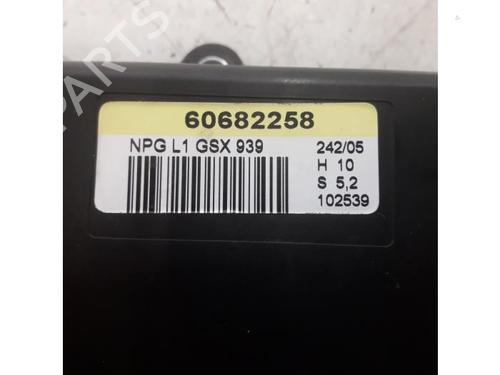 60682258
NPG L1 GSX 939 242/05
H 10
S 5,2
102539
PARTS